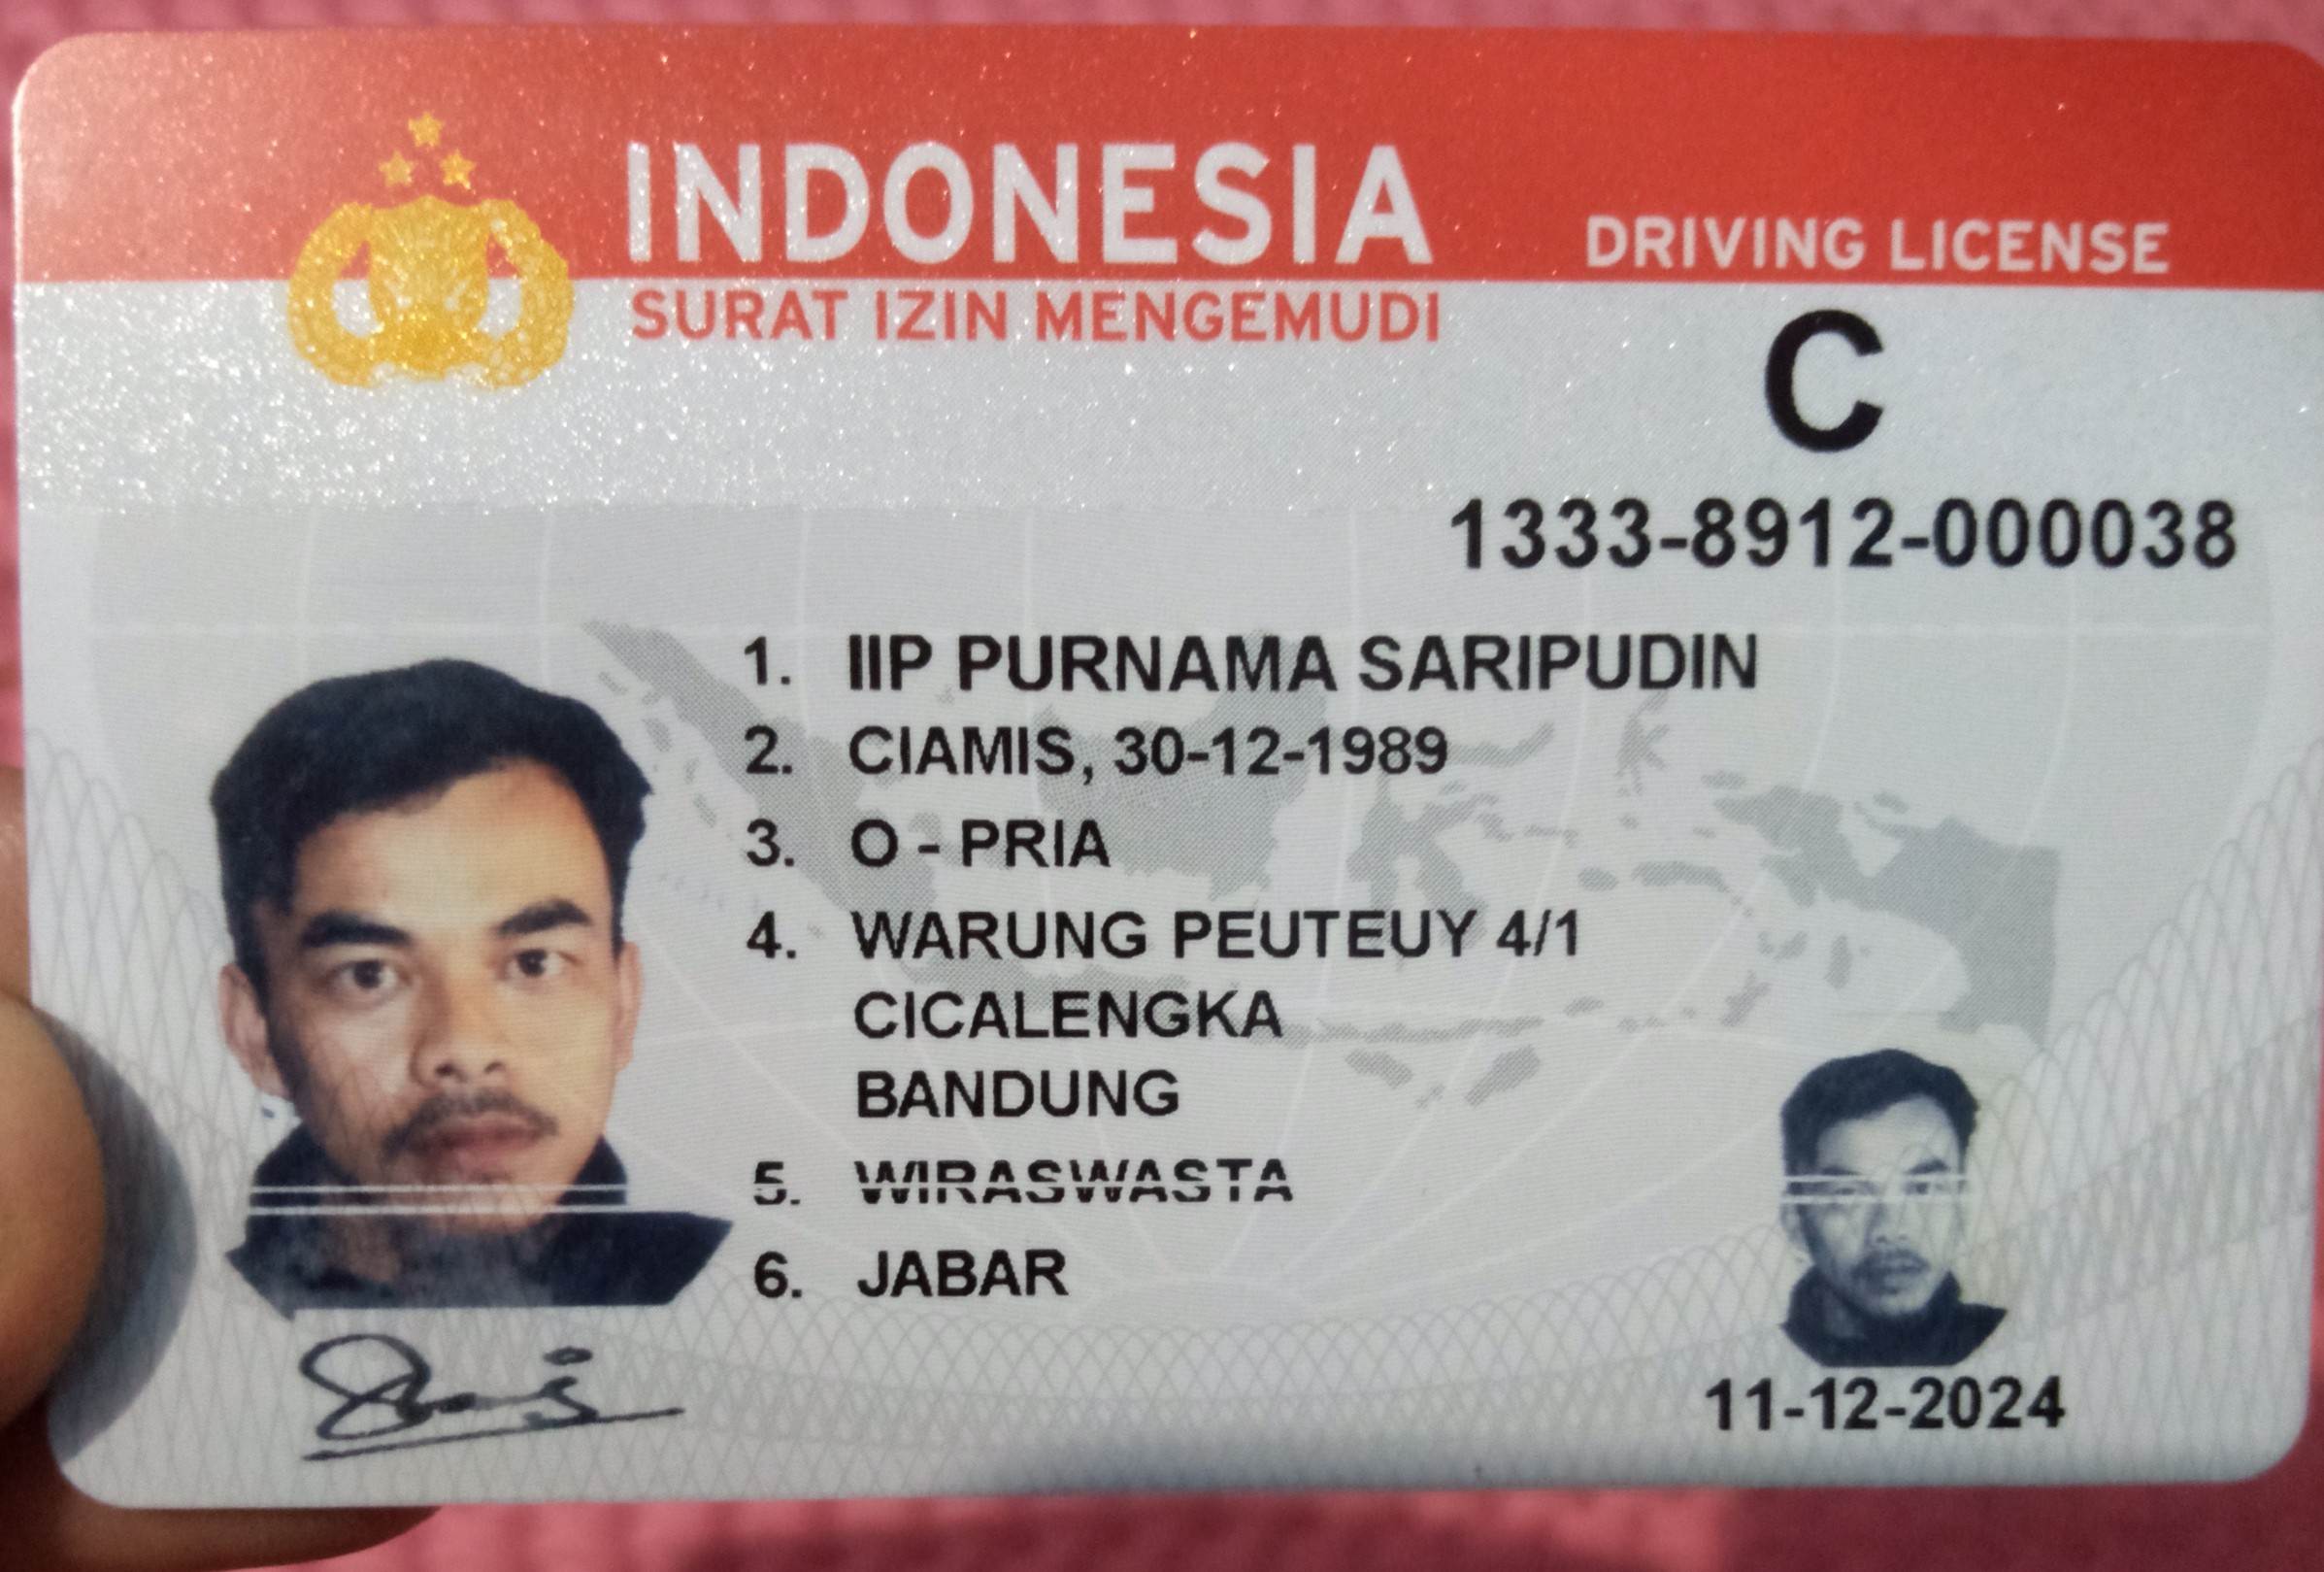 INDONESIA
DRIVING LICENSE
SURAT IZIN MENGEMUDI
C
1333-8912-000038
1. IIP PURNAMA SARIPUDIN
2. CIAMIS, 30-12-1989
3. O - PRIA
4. WARUNG PEUTEUY 4/1
CICALENGKA
BANDUNG
5. WIRASWASTA
6. JABAR
11-12-2024